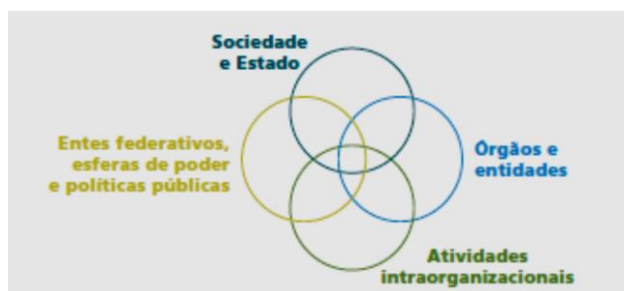 Sociedade
e Estado
Entes federativos,
esferas de poder
e políticas públicas
Órgãos e
entidades
Atividades
intraorganizacionais